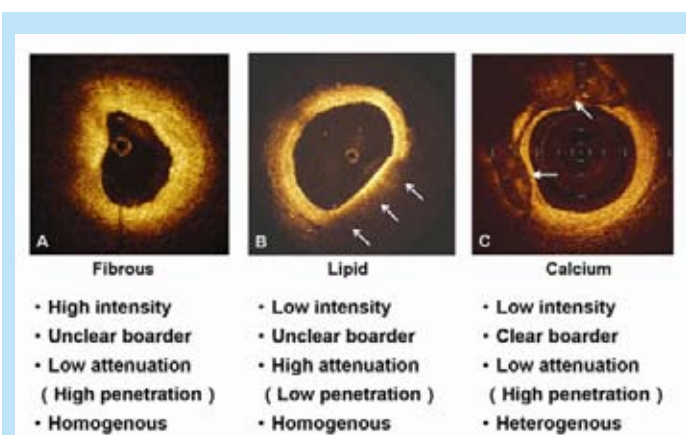 A
B
C
Fibrous
Lipid
Calcium
・High intensity
・Unclear boarder
・Low attenuation
( High penetration )
・Homogenous
・Low intensity
・Unclear boarder
・High attenuation
( Low penetration )
・Homogenous
・Low intensity
・Clear boarder
・Low attenuation
( High penetration )
・Heterogenous